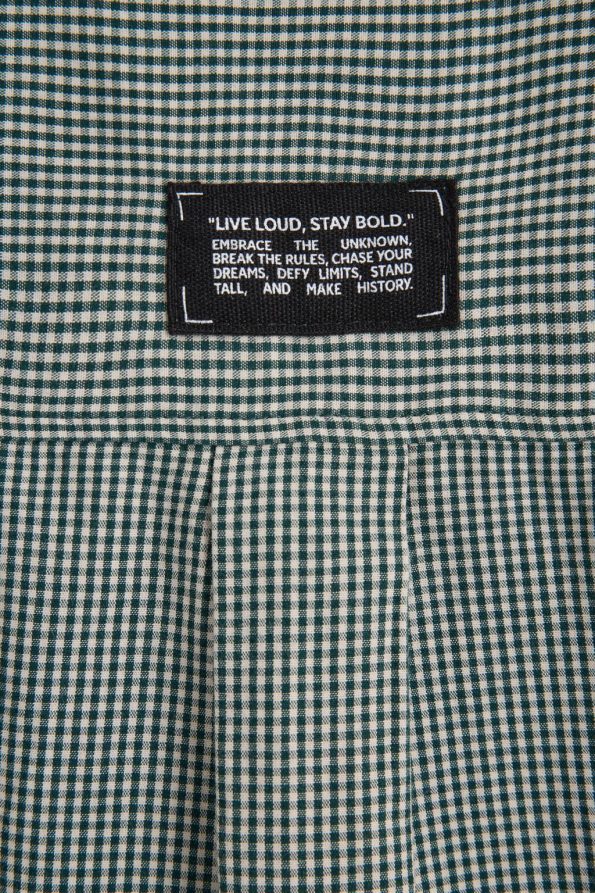 "LIVE LOUD, STAY BOLD."
EMBRACE THE UNKNOWN,
BREAK THE RULES, CHASE YOUR
DREAMS, DEFY LIMITS, STAND
TALL, AND MAKE HISTORY.